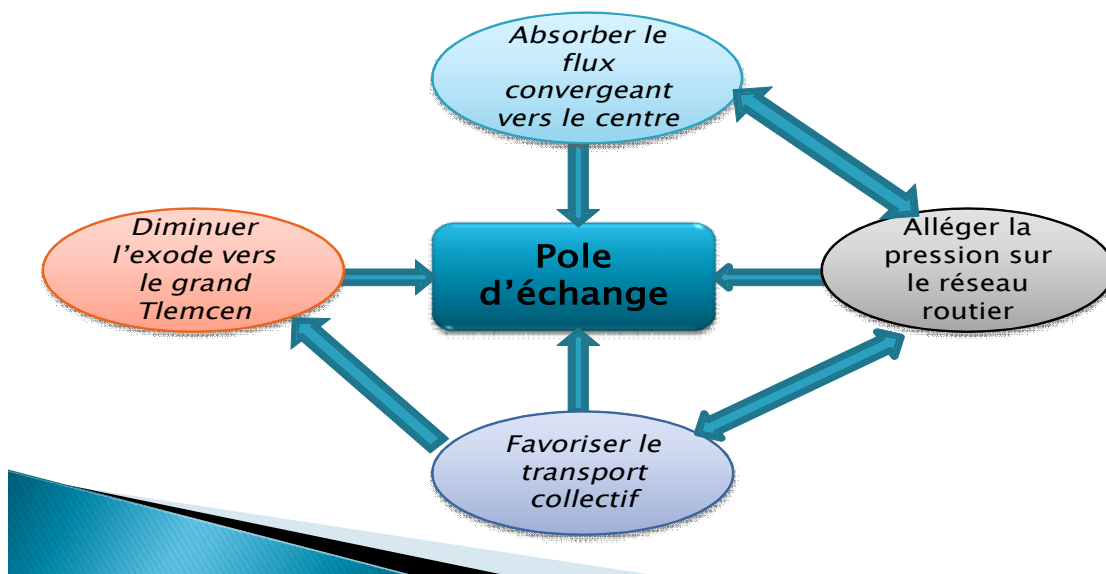 Absorber le
flux
convergeant
vers le centre
Diminuer
l'exode vers
le grand
Tlemcen
Pole
d'échange
Alléger la
pression sur
le réseau
routier
Favoriser le
transport
collectif